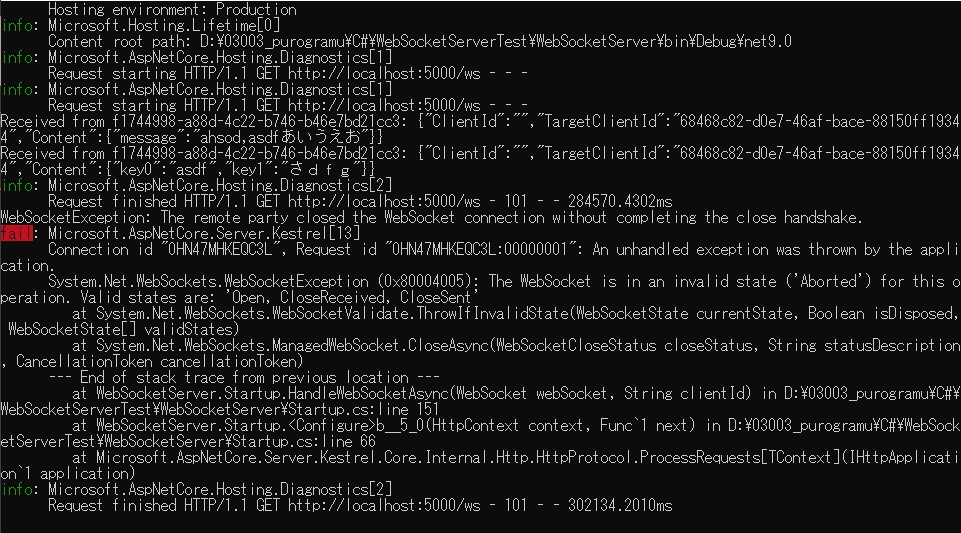 Hosting environment: Production
info: Microsoft.Hosting.Lifetime[0]
Content root path: D:¥03003_purogramu¥C#¥WebSocketServerTest¥WebSocketServer¥bin¥Debug¥net9.0
info: Microsoft.AspNetCore.Hosting.Diagnostics[1]
Request starting HTTP/1.1 GET http://localhost:5000/ws - - -
info: Microsoft.AspNetCore.Hosting.Diagnostics[1]
Request starting HTTP/1.1 GET http://localhost:5000/ws - - -
Received from f1744998-a88d-4c22-b746-b46e7bd21cc3: {"ClientId":"","TargetClientId":"68468c82-d0e7-46af-bace-88150ff1934
4","Content":{"message":"ahsod,asdfあいうえお"}}
Received from f1744998-a88d-4c22-b746-b46e7bd21cc3: {"ClientId":"","TargetClientId":"68468c82-d0e7-46af-bace-88150ff1934
4","Content":{"key0":"asdf","key1":"さｄｆｇ"}}
info: Microsoft.AspNetCore.Hosting.Diagnostics[2]
Request finished HTTP/1.1 GET http://localhost:5000/ws - 101 - - 284570.4302ms
WebSocketException: The remote party closed the WebSocket connection without completing the close handshake.
fail: Microsoft.AspNetCore.Server.Kestrel[13]
Connection id "0HN47MHKEQC3L", Request id "0HN47MHKEQC3L:00000001": An unhandled exception was thrown by the appli
cation.
System.Net.WebSockets.WebSocketException (0x80004005): The WebSocket is in an invalid state ('Aborted') for this o
peration. Valid states are: 'Open, CloseReceived, CloseSent'
at System.Net.WebSockets.WebSocketValidate.ThrowIfInvalidState(WebSocketState currentState, Boolean isDisposed,
WebSocketState[] validStates)
at System.Net.WebSockets.ManagedWebSocket.CloseAsync(WebSocketCloseStatus closeStatus, String statusDescription
, CancellationToken cancellationToken)
--- End of stack trace from previous location ---
at WebSocketServer.Startup.HandleWebSocketAsync(WebSocket webSocket, String clientId) in D:¥03003_purogramu¥C#¥
WebSocketServerTest¥WebSocketServer¥Startup.cs:line 151
at WebSocketServer.Startup.<Configure>b__5_0(HttpContext context, Func`1 next) in D:¥03003_purogramu¥C#¥WebSock
etServerTest¥WebSocketServer¥Startup.cs:line 66
at Microsoft.AspNetCore.Server.Kestrel.Core.Internal.Http.HttpProtocol.ProcessRequests[TContext](IHttpApplicati
on`1 application)
info: Microsoft.AspNetCore.Hosting.Diagnostics[2]
Request finished HTTP/1.1 GET http://localhost:5000/ws - 101 - - 302134.2010ms